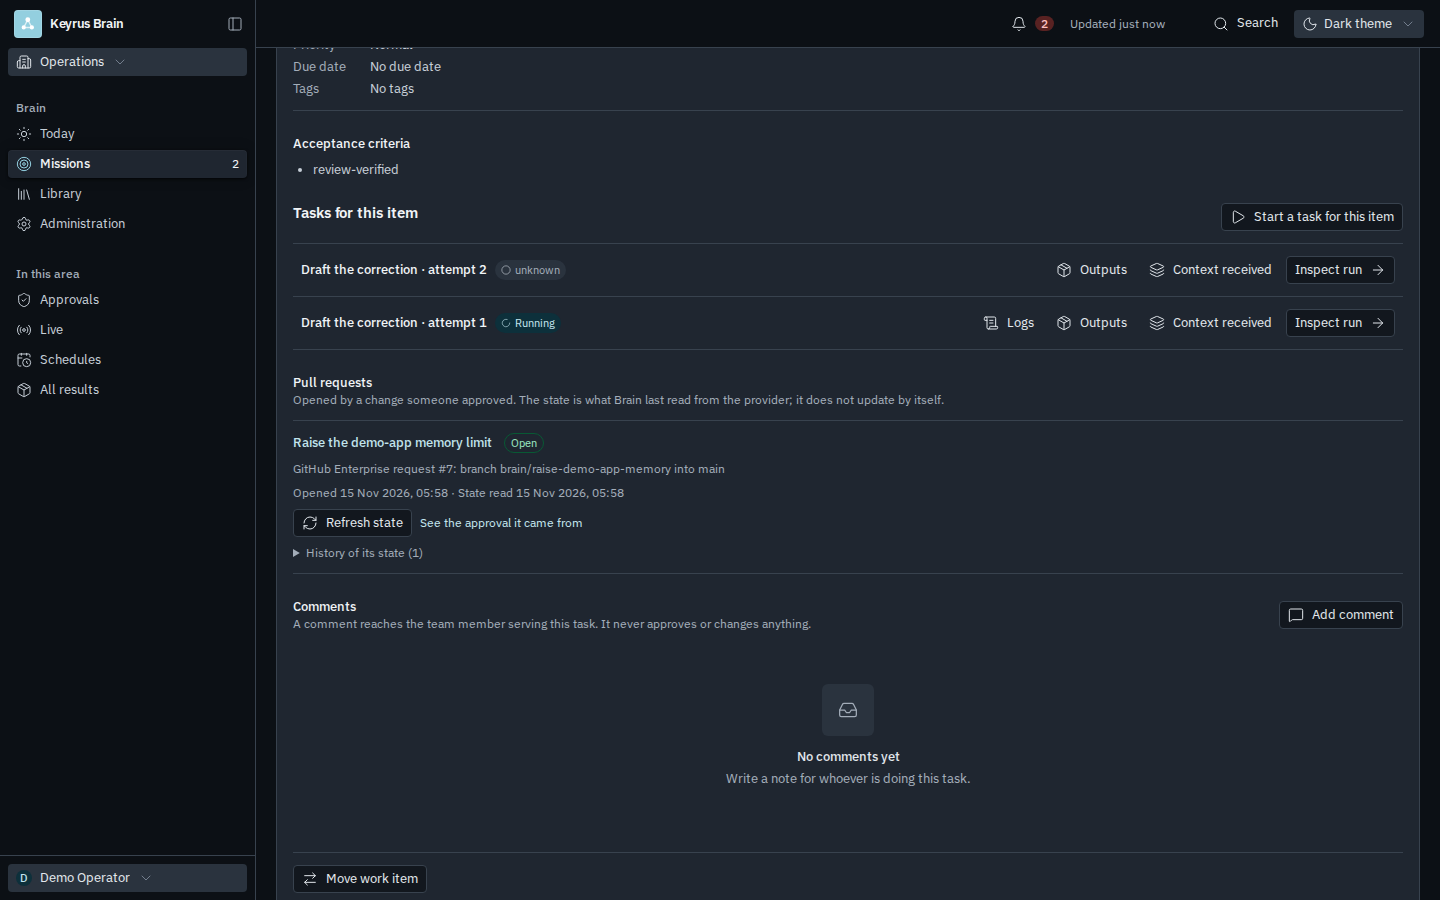 Keyrus Brain
2
Updated just now
Search
Dark theme
Operations
Brain
Today
Missions
2
Library
Administration
In this area
Approvals
Live
Schedules
All results
D
Demo Operator
Priority
Normal
Due date
No due date
Tags
No tags
Acceptance criteria
• review-verified
Tasks for this item
Start a task for this item
Draft the correction · attempt 2
unknown
Outputs
Context received
Inspect run
Draft the correction · attempt 1
Running
Logs
Outputs
Context received
Inspect run
Pull requests
Opened by a change someone approved. The state is what Brain last read from the provider; it does not update by itself.
Raise the demo-app memory limit
Open
GitHub Enterprise request #7: branch brain/raise-demo-app-memory into main
Opened 15 Nov 2026, 05:58 · State read 15 Nov 2026, 05:58
Refresh state
See the approval it came from
History of its state (1)
Comments
A comment reaches the team member serving this task. It never approves or changes anything.
Add comment
No comments yet
Write a note for whoever is doing this task.
Move work item